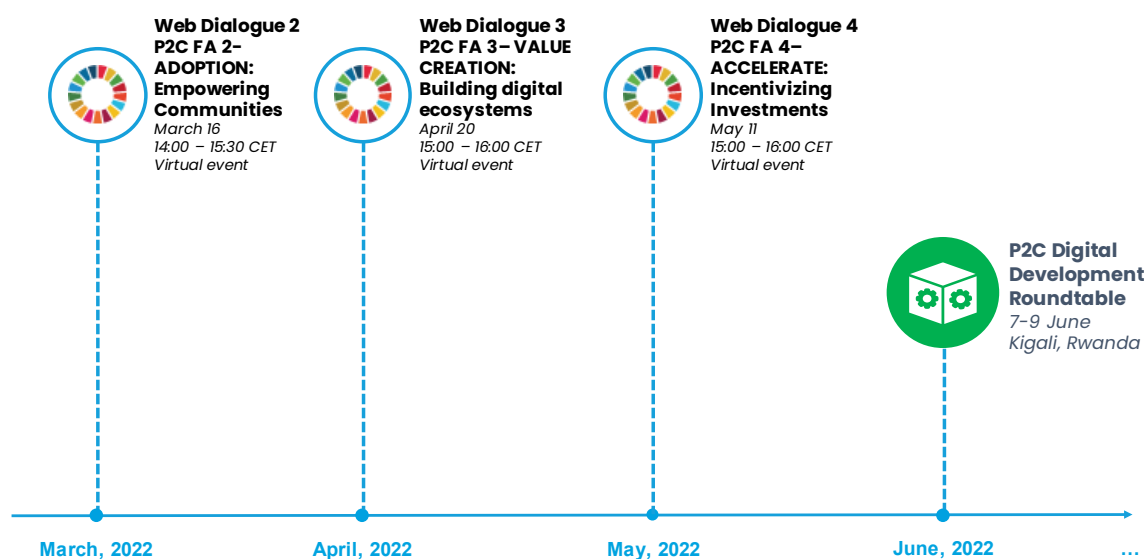 Web Dialogue 2
P2C FA 2-
ADOPTION:
Empowering
Communities
March 16
14:00 – 15:30 CET
Virtual event
Web Dialogue 3
P2C FA 3– VALUE
CREATION:
Building digital
ecosystems
April 20
15:00 – 16:00 CET
Virtual event
Web Dialogue 4
P2C FA 4–
ACCELERATE:
Incentivizing
Investments
May 11
15:00 – 16:00 CET
Virtual event
P2C Digital
Development
Roundtable
7-9 June
Kigali, Rwanda
March, 2022
April, 2022
May, 2022
June, 2022
...